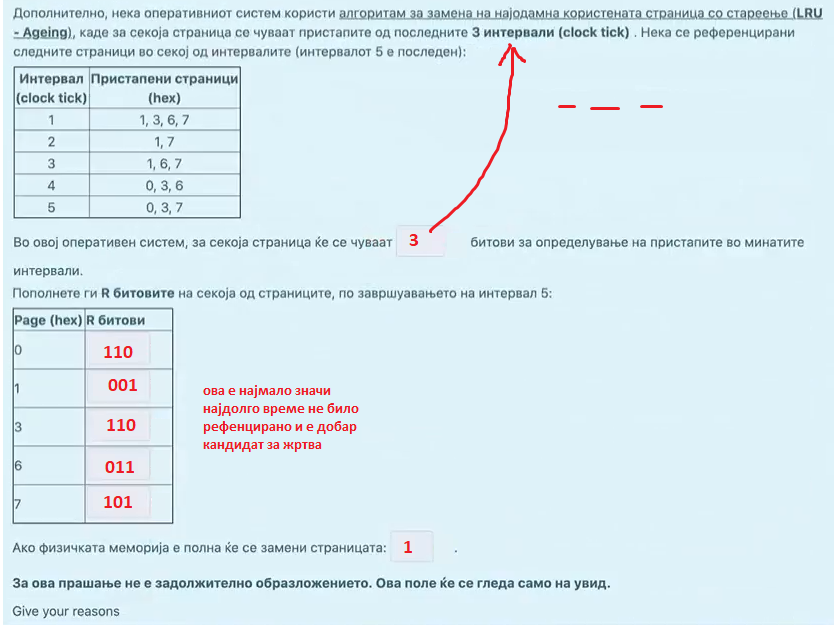 Дополнително, нека оперативниот систем користи алгоритам за замена на најодамна користената страница со стареење (LRU
- Ageing), каде за секоја страница се чуваат пристапите од последните 3 интервали (clock tick) . Нека се референцирани
следните страници во секој од интервалите (интервалот 5 е последен):
Интервал Пристапени страници
(clock tick) (hex)
1 1, 3, 6, 7
2 1, 7
3 1, 6, 7
4 0, 3, 6
5 0, 3, 7
Во овој оперативен систем, за секоја страница ќе се чуваат 3 битови за определување на пристапите во минатите
интервали.
Пополнете ги R битовите на секоја од страниците, по завршувањето на интервал 5:
Page (hex) R битови
0 110
1 001
3 110
6 011
7 101
ова е најмало значи
најдолго време не било
рефенцирано и е добар
кандидат за жртва
Ако физичката меморија е полна ќе се замени страницата: 1 .
За ова прашање не е задолжително образложението. Ова поле ќе се гледа само на увид.
Give your reasons